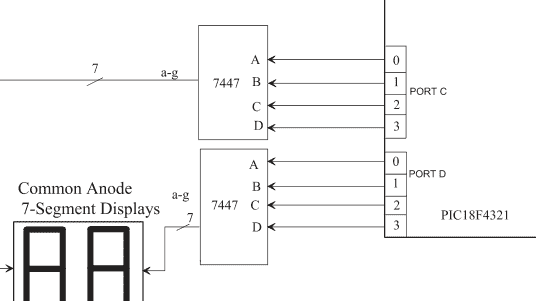 7
a-g
7447
A
B
C
D
0
1
2
3
PORT C
Common Anode
7-Segment Displays
a-g
7
7447
A
B
C
D
0
1
2
3
PORT D
PIC18F4321